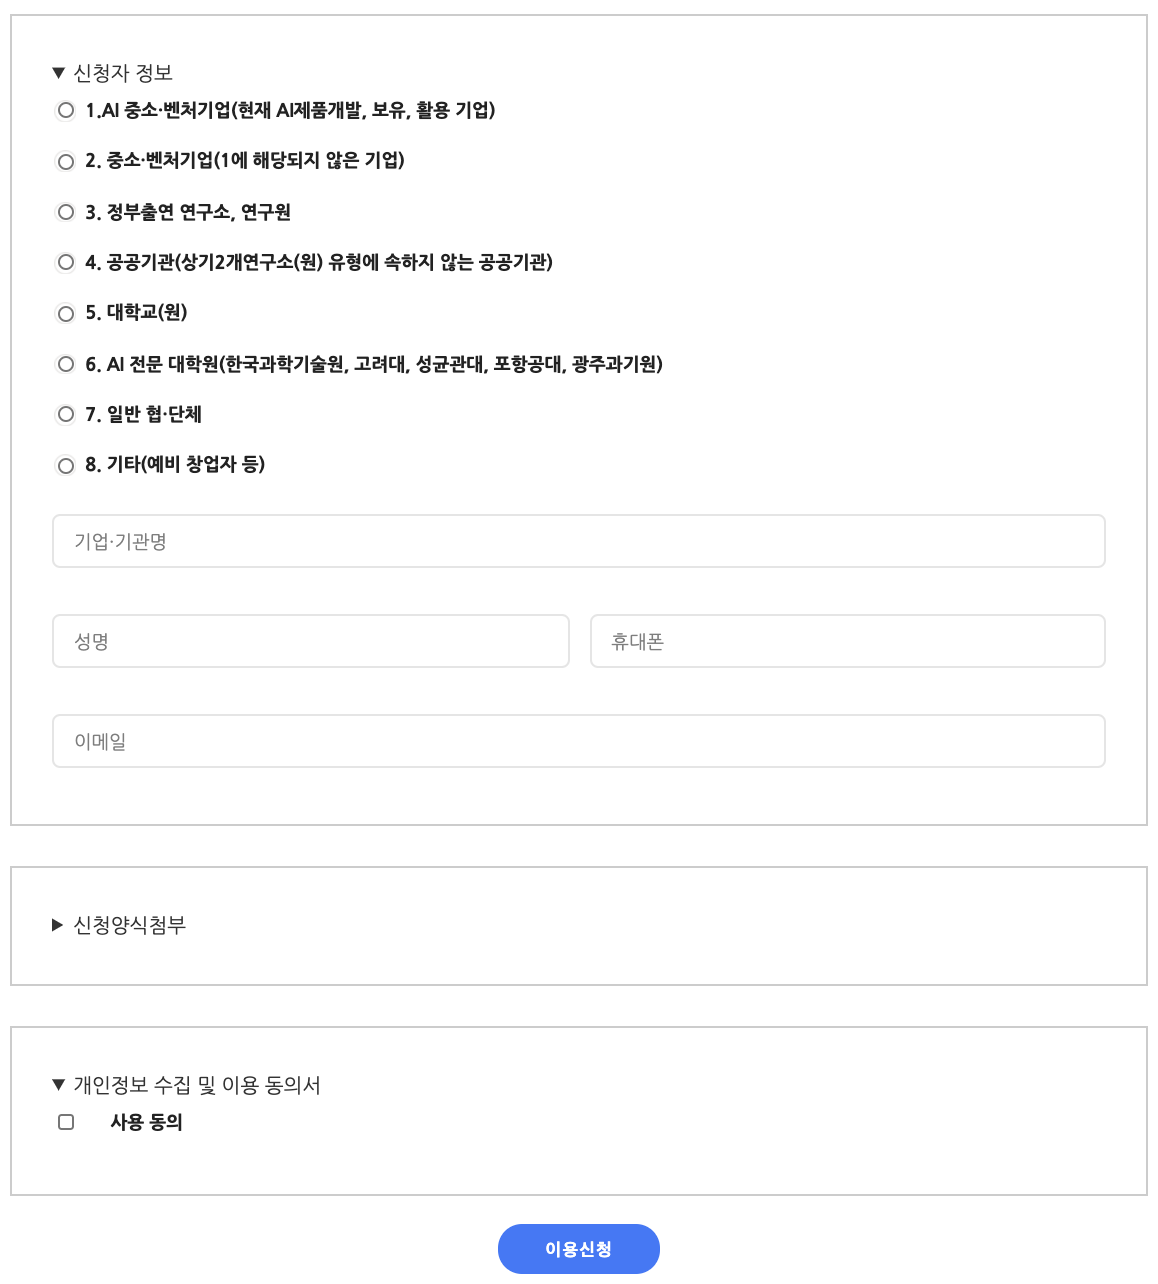 신청자 정보
1.AI 중소·벤처기업(현재 AI제품개발, 보유, 활용 기업)
2. 중소·벤처기업(1에 해당되지 않은 기업)
3. 정부출연 연구소, 연구원
4. 공공기관(상기2개연구소(원) 유형에 속하지 않는 공공기관)
5. 대학교(원)
6. AI 전문 대학원(한국과학기술원, 고려대, 성균관대, 포항공대, 광주과기원)
7. 일반 협·단체
8. 기타(예비 창업자 등)
기업·기관명
성명 휴대폰
이메일
신청양식첨부
개인정보 수집 및 이용 동의서
사용 동의
이용신청